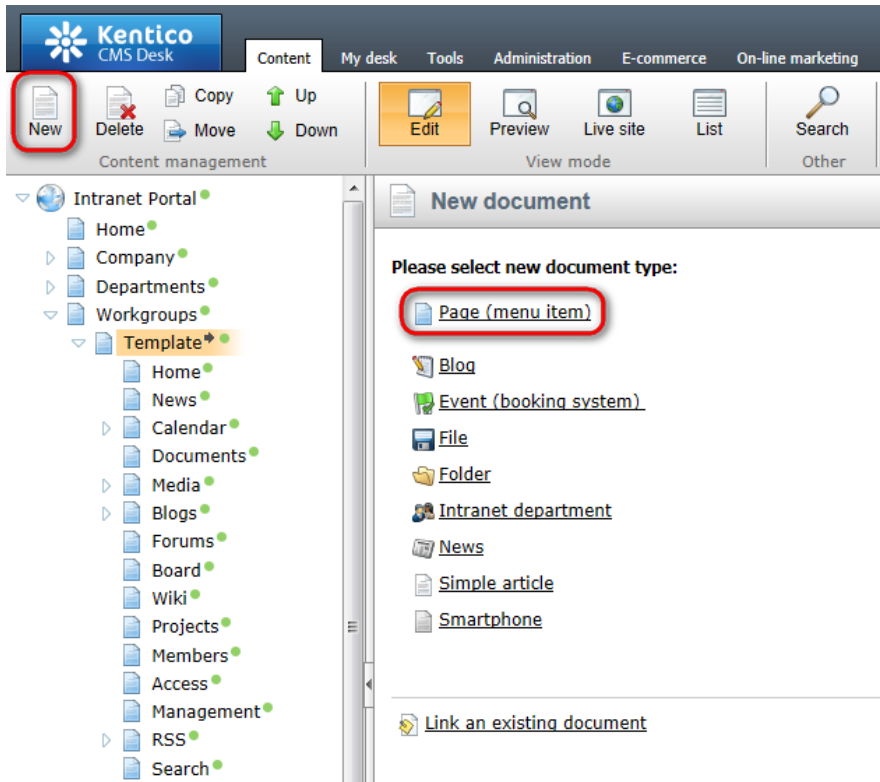 Kentico
CMS Desk
Content My desk Tools Administration E-commerce On-line marketing
New Delete Copy Move Up Down Edit Preview Live site List Search
Content management View mode Other
Intranet Portal
Home
Company
Departments
Workgroups
Template
Home
News
Calendar
Documents
Media
Blogs
Forums
Board
Wiki
Projects
Members
Access
Management
RSS
Search
New document
Please select new document type:
Page (menu item)
Blog
Event (booking system)
File
Folder
Intranet department
News
Simple article
Smartphone
Link an existing document